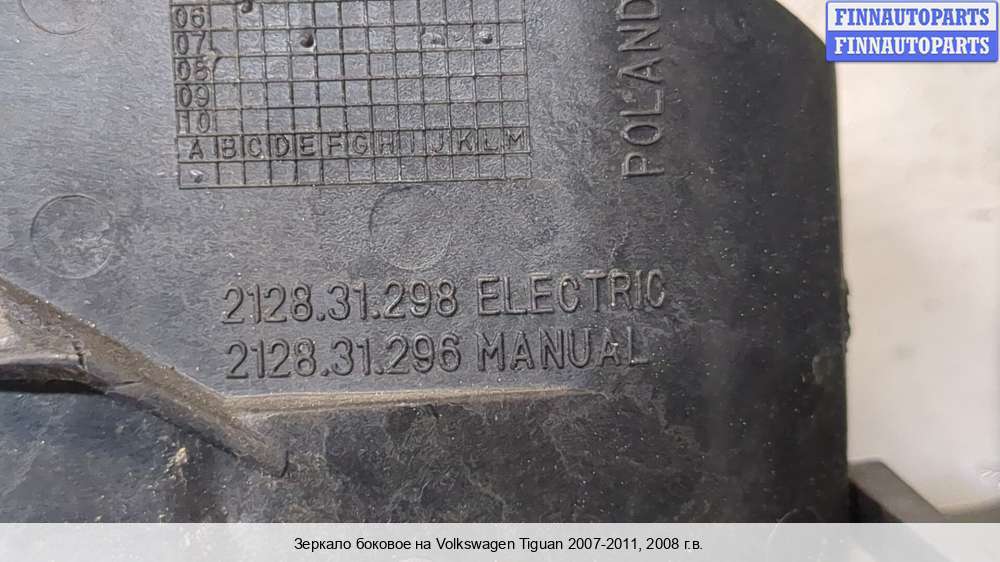 FINNAUTOPARTS
FINNAUTOPARTS
06
07
08
09
10
A B C D E F G H I J K L M
POLAND
2128.31.298 ELECTRIC
2128.31.296 MANUAL
Зеркало боковое на Volkswagen Tiguan 2007-2011, 2008 г.в.